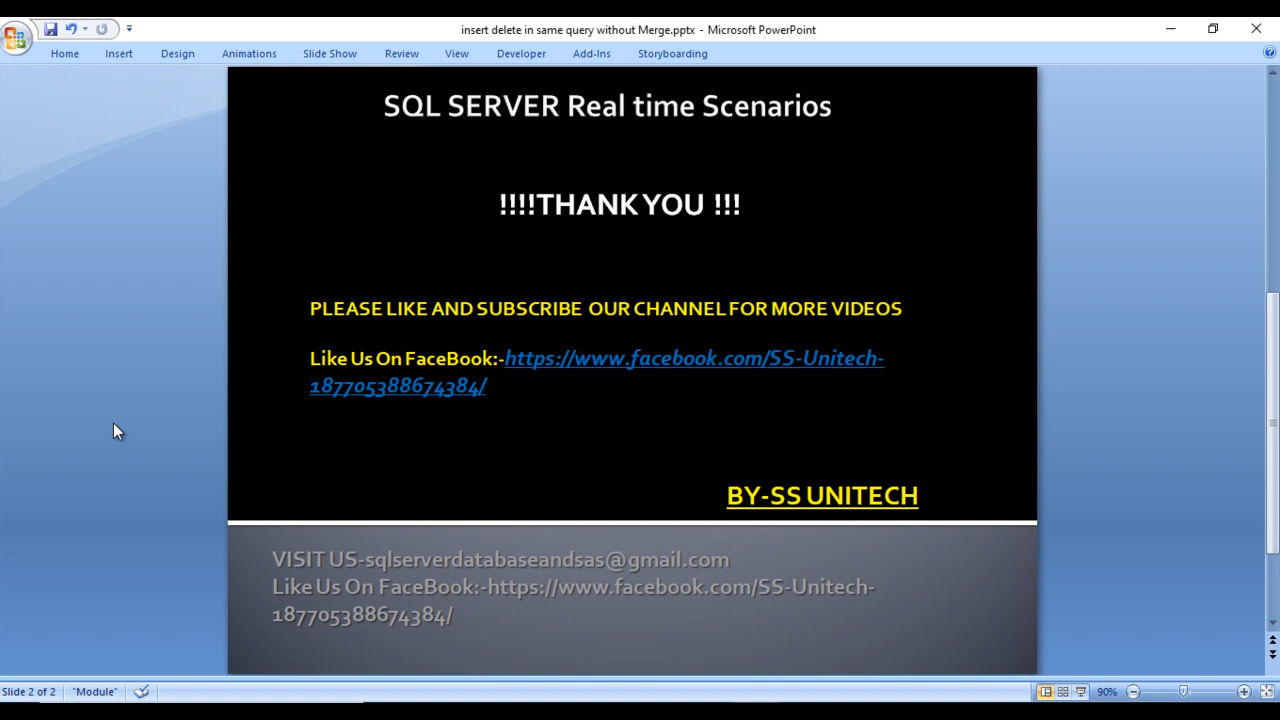 insert delete in same query without Merge.pptx - Microsoft PowerPoint
Home Insert Design Animations Slide Show Review View Developer Add-Ins Storyboarding
SQL SERVER Real time Scenarios
!!!!THANK YOU !!!
PLEASE LIKE AND SUBSCRIBE OUR CHANNEL FOR MORE VIDEOS
Like Us On FaceBook:-https://www.facebook.com/SS-Unitech-
187705388674384/
BY-SS UNITECH
VISIT US-sqlserverdatabaseandsas@gmail.com
Like Us On FaceBook:-https://www.facebook.com/SS-Unitech-
187705388674384/
Slide 2 of 2 "Module" 90%